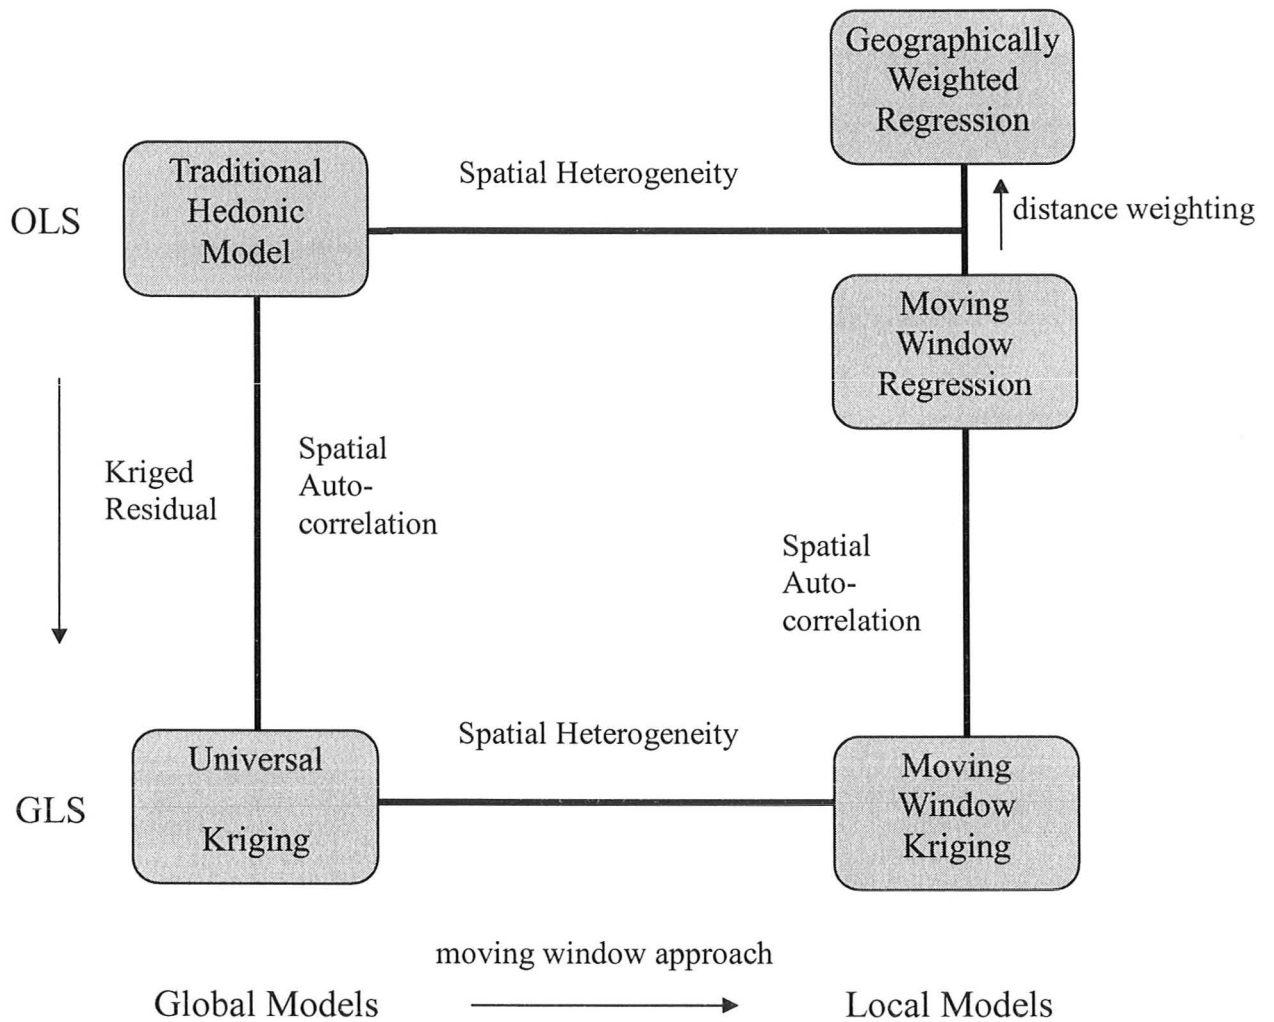 Geographically
Weighted
Regression
Traditional
Hedonic
Model
Spatial Heterogeneity
OLS
distance weighting
Moving
Window
Regression
Kriged
Residual
Spatial
Auto-
correlation
Spatial
Auto-
correlation
Universal
Kriging
Spatial Heterogeneity
GLS
Moving
Window
Kriging
moving window approach
Global Models
Local Models